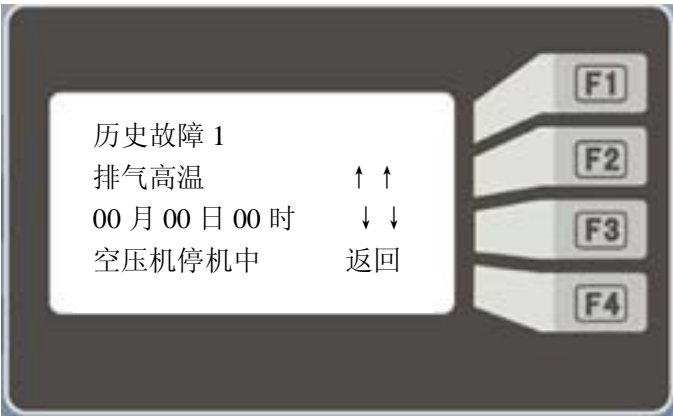 历史故障 1
排气高温 ↑ ↑
00 月 00 日 00 时 ↓ ↓
空压机停机中 返回
F1
F2
F3
F4